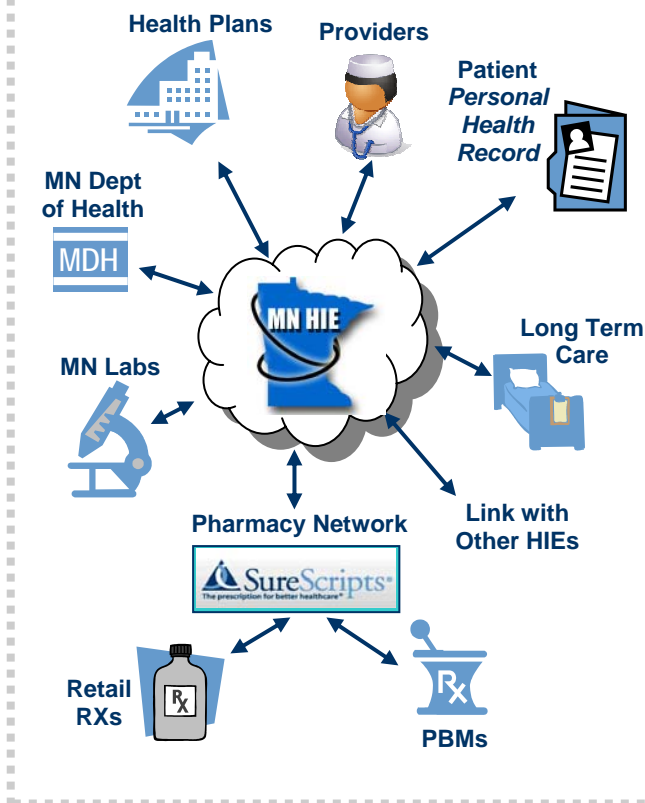 Health Plans
Providers
Patient
Personal
Health
Record
MN Dept
of Health
MDH
MN HIE
Long Term
Care
MN Labs
Link with
Other HIEs
Pharmacy Network
SureScripts®
The prescription for better healthcare™
Retail
RXs
RX
Rx
PBMs